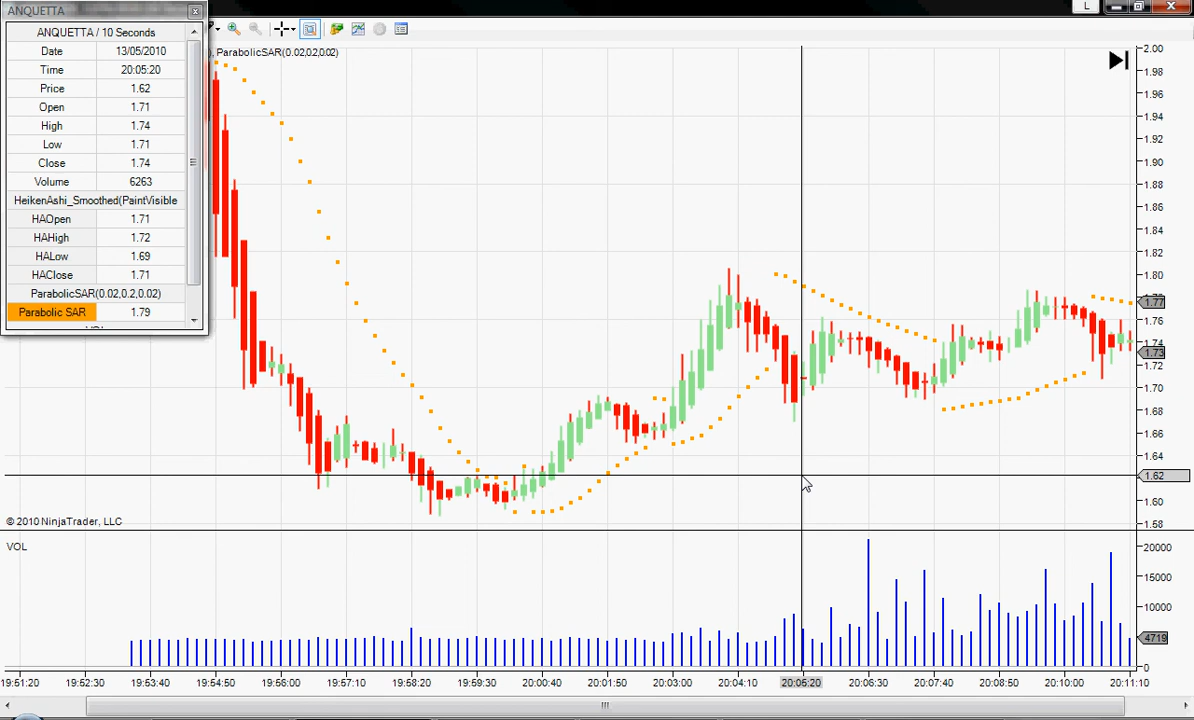 ANQUETTA
L
ANQUETTA / 10 Seconds
Date 13/05/2010
Time 20:05:20
Price 1.62
Open 1.71
High 1.74
Low 1.71
Close 1.74
Volume 6263
HeikenAshi_Smoothed(PaintVisible
HAOpen 1.71
HAHigh 1.72
HALow 1.69
HAClose 1.71
ParabolicSAR(0.02,0.2,0.02)
Parabolic SAR 1.79
), ParabolicSAR(0.02,0.2,0.02)
2.00
1.98
1.96
1.94
1.92
1.90
1.88
1.86
1.84
1.82
1.80
1.77
1.76
1.74
1.73
1.72
1.70
1.68
1.66
1.64
1.62
1.60
1.58
© 2010 NinjaTrader, LLC
VOL
20000
15000
10000
4719
0
19:51:20 19:52:30 19:53:40 19:54:50 19:56:00 19:57:10 19:58:20 19:59:30 20:00:40 20:01:50 20:03:00 20:04:10 20:05:20 20:06:30 20:07:40 20:08:50 20:10:00 20:11:10